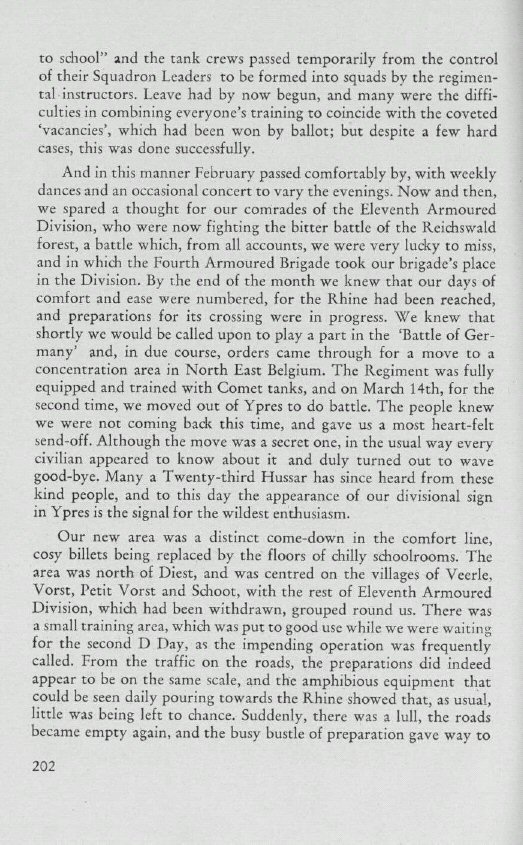 to school” and the tank crews passed temporarily from the control
of their Squadron Leaders to be formed into squads by the regimen-
tal instructors. Leave had by now begun, and many were the diffi-
culties in combining everyone's training to coincide with the coveted
‘vacancies’, which had been won by ballot; but despite a few hard
cases, this was done successfully.
And in this manner February passed comfortably by, with weekly
dances and an occasional concert to vary the evenings. Now and then,
we spared a thought for our comrades of the Eleventh Armoured
Division, who were now fighting the bitter battle of the Reichswald
forest, a battle which, from all accounts, we were very lucky to miss,
and in which the Fourth Armoured Brigade took our brigade's place
in the Division. By the end of the month we knew that our days of
comfort and ease were numbered, for the Rhine had been reached,
and preparations for its crossing were in progress. We knew that
shortly we would be called upon to play a part in the ‘Battle of Ger-
many’ and, in due course, orders came through for a move to a
concentration area in North East Belgium. The Regiment was fully
equipped and trained with Comet tanks, and on March 14th, for the
second time, we moved out of Ypres to do battle. The people knew
we were not coming back this time, and gave us a most heart-felt
send-off. Although the move was a secret one, in the usual way every
civilian appeared to know about it and duly turned out to wave
good-bye. Many a Twenty-third Hussar has since heard from these
kind people, and to this day the appearance of our divisional sign
in Ypres is the signal for the wildest enthusiasm.
Our new area was a distinct come-down in the comfort line,
cosy billets being replaced by the floors of chilly schoolrooms. The
area was north of Diest, and was centred on the villages of Veerle,
Vorst, Petit Vorst and Schoot, with the rest of Eleventh Armoured
Division, which had been withdrawn, grouped round us. There was
a small training area, which was put to good use while we were waiting
for the second D Day, as the impending operation was frequently
called. From the traffic on the roads, the preparations did indeed
appear to be on the same scale, and the amphibious equipment that
could be seen daily pouring towards the Rhine showed that, as usual,
little was being left to chance. Suddenly, there was a lull, the roads
became empty again, and the busy bustle of preparation gave way to
202